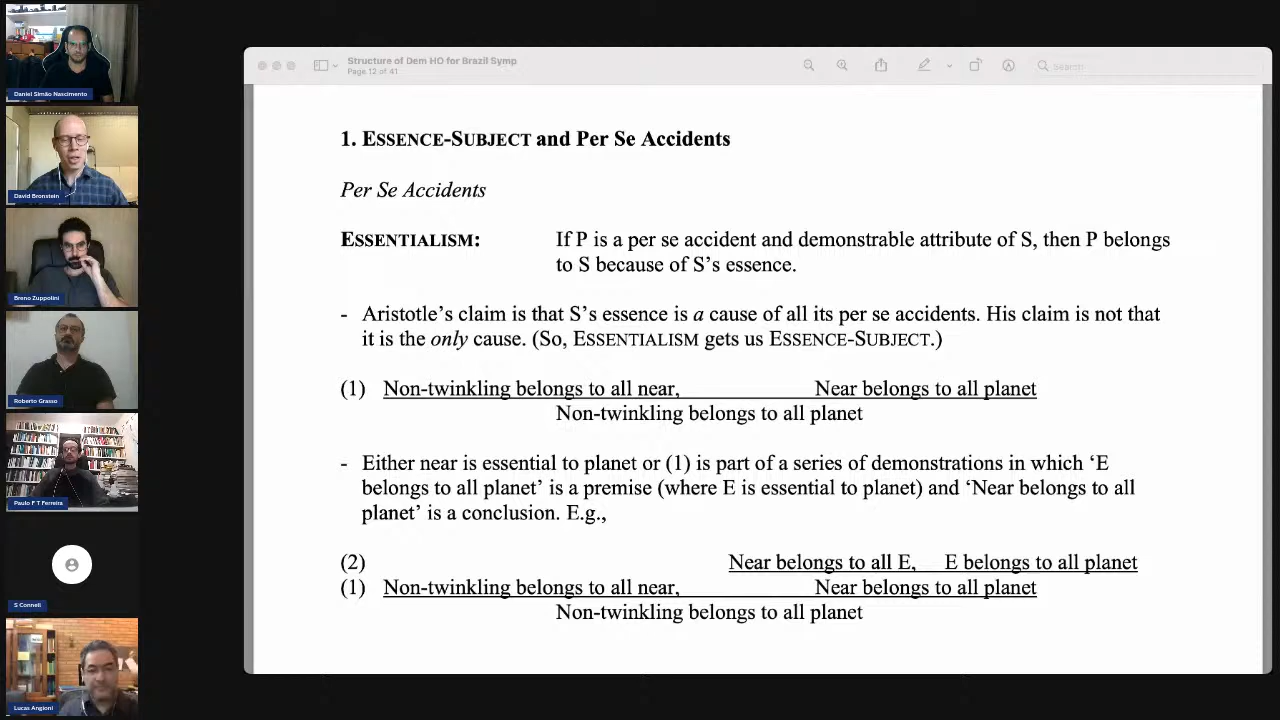 Daniel Simão Nascimento
David Bronstein
Breno Zuppolini
Roberto Grasso
Paulo F T Ferreira
S Connell
Lucas Angioni
Structure of Dem HO for Brazil Symp
Page 12 of 41
Search
1. ESSENCE-SUBJECT and Per Se Accidents
Per Se Accidents
ESSENTIALISM: If P is a per se accident and demonstrable attribute of S, then P belongs
to S because of S’s essence.
- Aristotle’s claim is that S’s essence is a cause of all its per se accidents. His claim is not that
it is the only cause. (So, ESSENTIALISM gets us ESSENCE-SUBJECT.)
(1) Non-twinkling belongs to all near, Near belongs to all planet
Non-twinkling belongs to all planet
- Either near is essential to planet or (1) is part of a series of demonstrations in which ‘E
belongs to all planet’ is a premise (where E is essential to planet) and ‘Near belongs to all
planet’ is a conclusion. E.g.,
(2) Near belongs to all E, E belongs to all planet
(1) Non-twinkling belongs to all near, Near belongs to all planet
Non-twinkling belongs to all planet